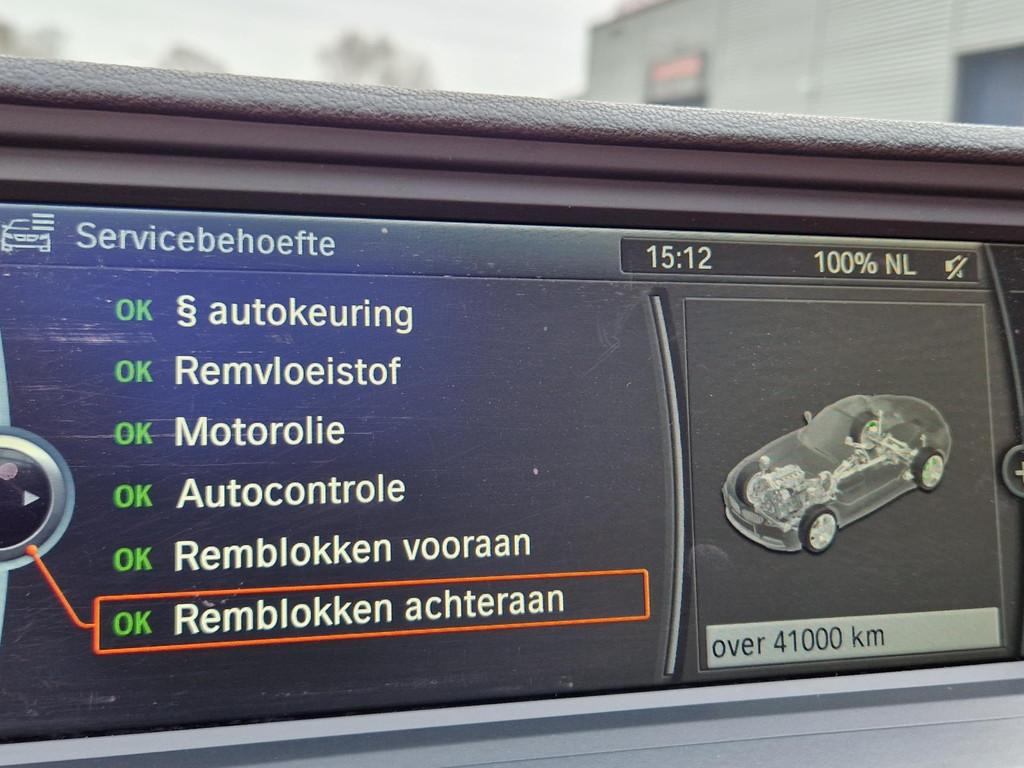 Servicebehoefte
15:12 100% NL
OK § autokeuring
OK Remvloeistof
OK Motorolie
OK Autocontrole
OK Remblokken vooraan
OK Remblokken achteraan
over 41000 km